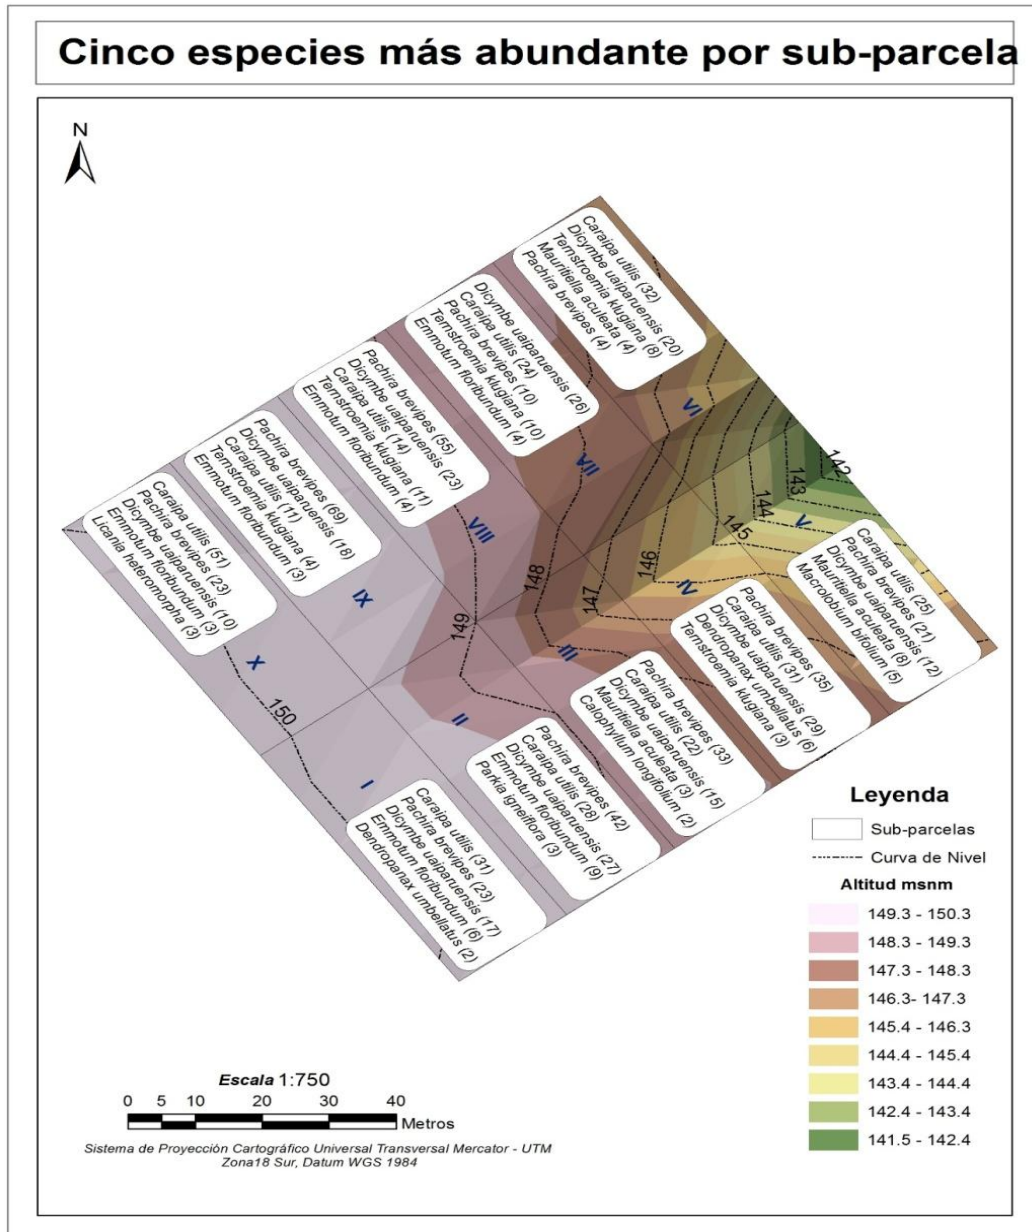 Cinco especies más abundante por sub-parcela
N
Caraipa utilis (32)
Dicymbe uaiparuensis (20)
Ternstroemia klugiana (8)
Mauritiella aculeata (4)
Pachira brevipes (4)
Dicymbe uaiparuensis (26)
Caraipa utilis (24)
Pachira brevipes (10)
Ternstroemia klugiana (10)
Emmotum floribundum (4)
Pachira brevipes (55)
Dicymbe uaiparuensis (23)
Caraipa utilis (14)
Ternstroemia klugiana (11)
Emmotum floribundum (4)
Pachira brevipes (69)
Dicymbe uaiparuensis (18)
Caraipa utilis (11)
Ternstroemia klugiana (4)
Emmotum floribundum (3)
Caraipa utilis (51)
Pachira brevipes (23)
Dicymbe uaiparuensis (10)
Emmotum floribundum (3)
Licania heteromorpha (3)
VI
VII
VIII
IX
X
V
IV
III
II
I
142
143
144
145
146
147
148
149
150
Caraipa utilis (25)
Pachira brevipes (21)
Dicymbe uaiparuensis (12)
Mauritiella aculeata (8)
Macrolobium bifolium (5)
Pachira brevipes (35)
Caraipa utilis (31)
Dicymbe uaiparuensis (29)
Dendropanax umbellatus (6)
Ternstroemia klugiana (3)
Pachira brevipes (33)
Caraipa utilis (22)
Dicymbe uaiparuensis (15)
Mauritiella aculeata (3)
Calophyllum longifolium (2)
Pachira brevipes (42)
Caraipa utilis (28)
Dicymbe uaiparuensis (27)
Emmotum floribundum (9)
Parkia igneiflora (3)
Caraipa utilis (31)
Pachira brevipes (23)
Dicymbe uaiparuensis (17)
Emmotum floribundum (6)
Dendropanax umbellatus (2)
Leyenda
Sub-parcelas
Curva de Nivel
Altitud msnm
149.3 - 150.3
148.3 - 149.3
147.3 - 148.3
146.3- 147.3
145.4 - 146.3
144.4 - 145.4
143.4 - 144.4
142.4 - 143.4
141.5 - 142.4
Escala 1:750
0 5 10 20 30 40
Metros
Sistema de Proyección Cartográfico Universal Transversal Mercator - UTM
Zona18 Sur, Datum WGS 1984